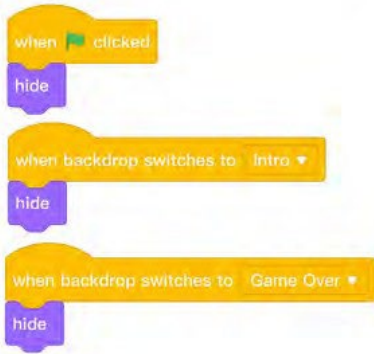 when clicked
hide
when backdrop switches to Intro
hide
when backdrop switches to Game Over
hide